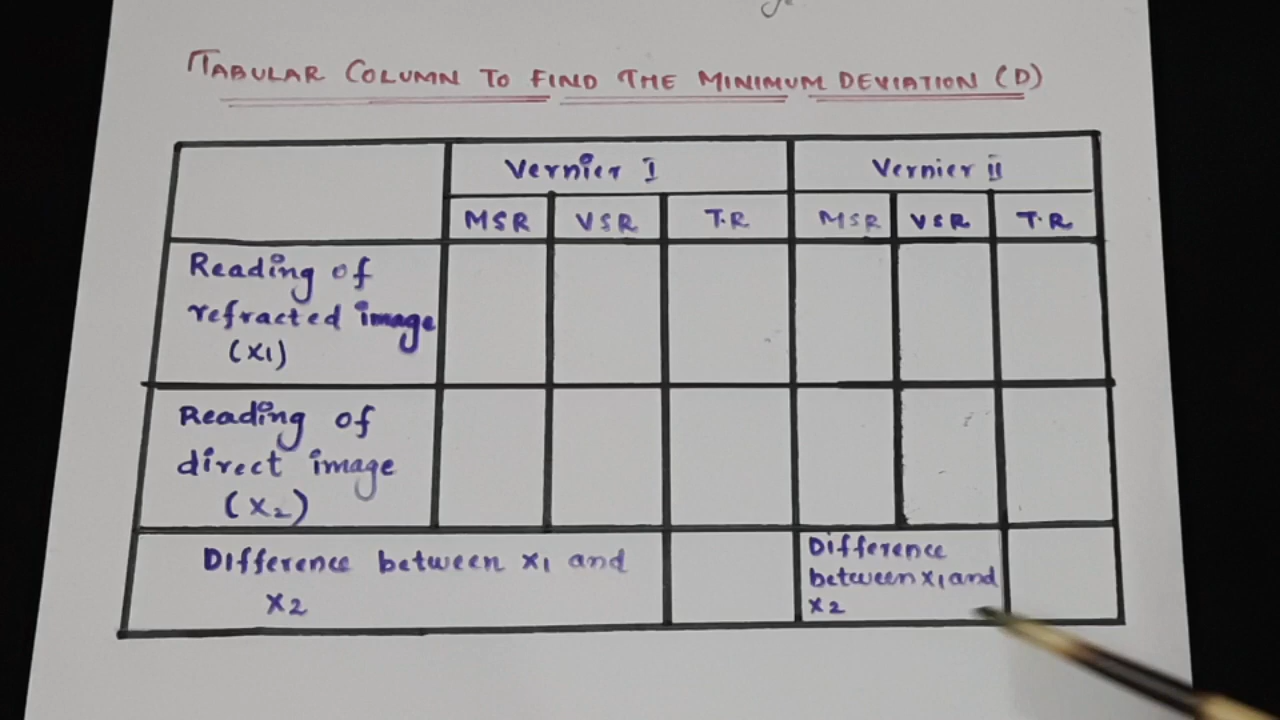 TABULAR COLUMN TO FIND THE MINIMUM DEVIATION (D)
Vernier I
Vernier II
MSR VSR T.R MSR VSR T.R
Reading of
refracted image
(x1)
Reading of
direct image
(x2)
Difference between x1 and
x2
Difference
between x1 and
x2